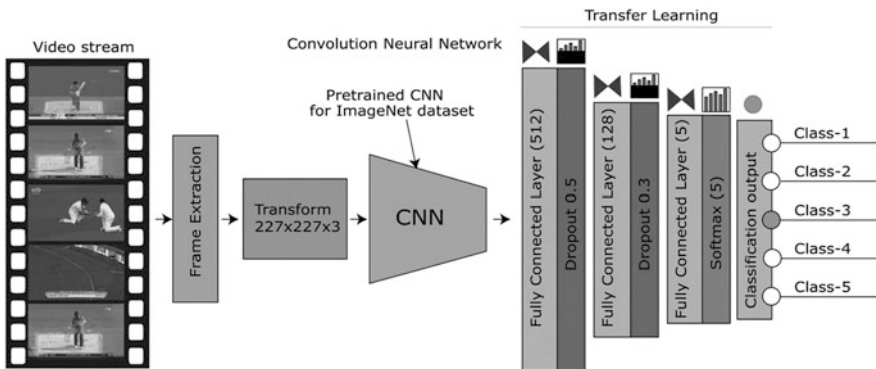 Transfer Learning
Video stream
Convolution Neural Network
Pretrained CNN
for ImageNet dataset
Frame Extraction
Transform
227x227x3
CNN
Fully Connected Layer (512)
Dropout 0.5
Fully Connected Layer (128)
Dropout 0.3
Fully Connected Layer (5)
Softmax (5)
Classification output
Class-1
Class-2
Class-3
Class-4
Class-5